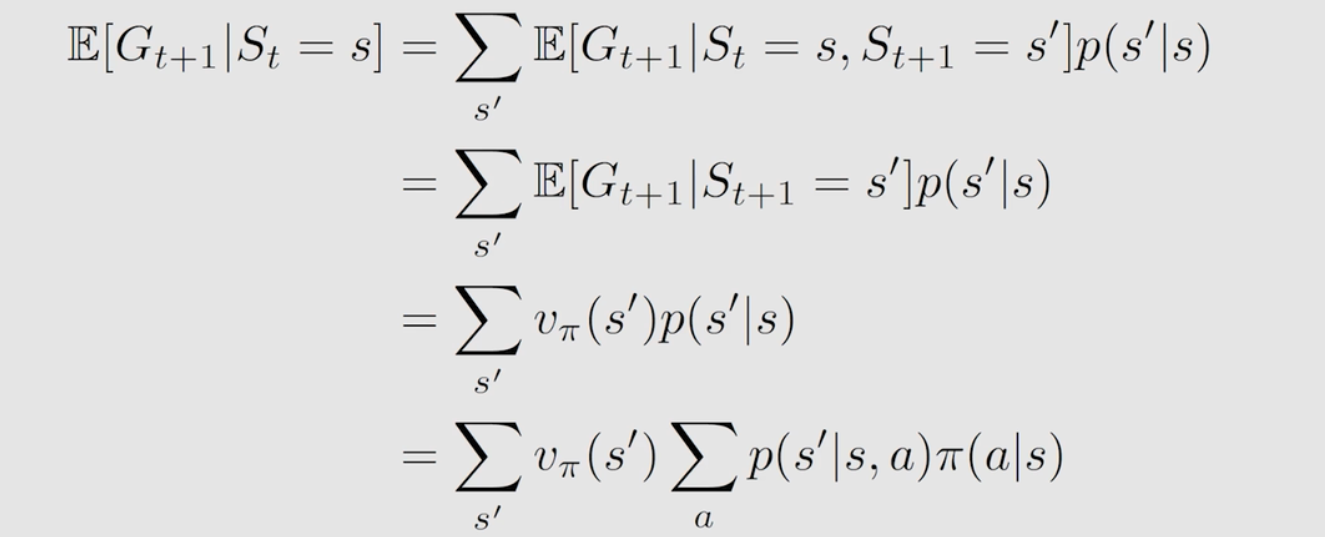 𝔼[G_{t+1}|S_t = s] = ∑_{s′} 𝔼[G_{t+1}|S_t = s, S_{t+1} = s′]p(s′|s)
= ∑_{s′} 𝔼[G_{t+1}|S_{t+1} = s′]p(s′|s)
= ∑_{s′} v_π(s′)p(s′|s)
= ∑_{s′} v_π(s′) ∑_a p(s′|s, a)π(a|s)